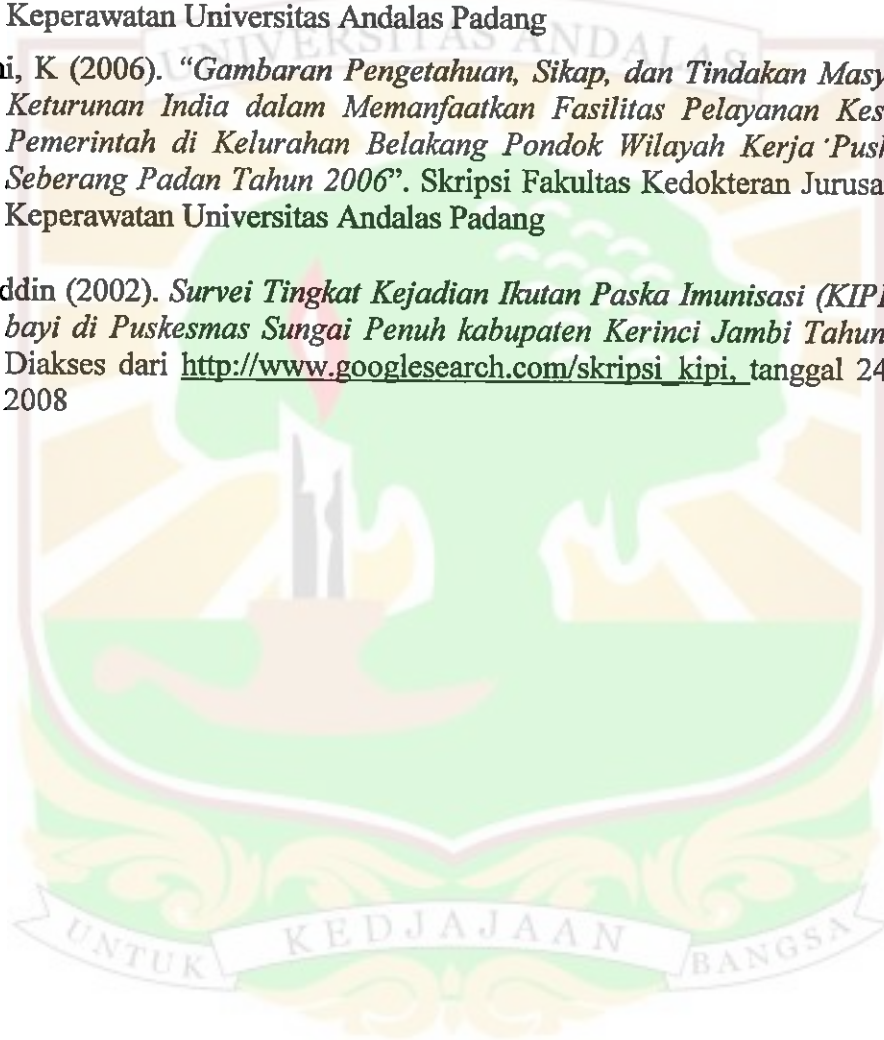 Keperawatan Universitas Andalas Padang
UNIVERSITAS ANDALAS
ni, K (2006). “Gambaran Pengetahuan, Sikap, dan Tindakan Masy
Keturunan India dalam Memanfaatkan Fasilitas Pelayanan Kes
Pemerintah di Kelurahan Belakang Pondok Wilayah Kerja Pusk
Seberang Padan Tahun 2006”. Skripsi Fakultas Kedokteran Jurusa
Keperawatan Universitas Andalas Padang
ddin (2002). Survei Tingkat Kejadian Ikutan Paska Imunisasi (KIPI
bayi di Puskesmas Sungai Penuh kabupaten Kerinci Jambi Tahun
Diakses dari http://www.googlesearch.com/skripsi_kipi, tanggal 24
2008
UNTUK KEDJAJAAN BANGSA